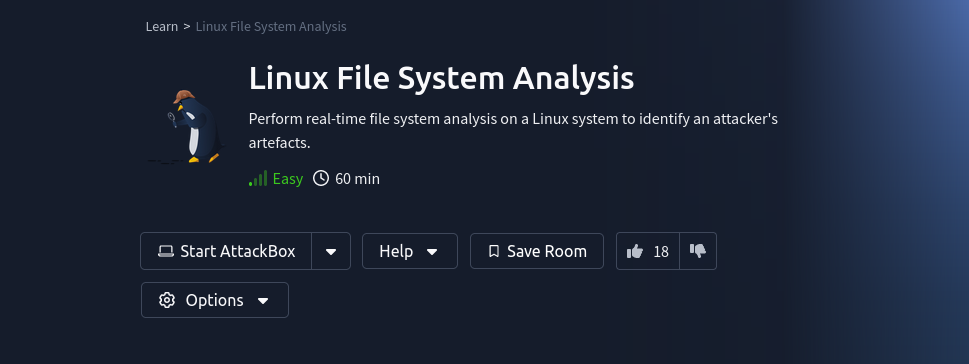 Learn > Linux File System Analysis
Linux File System Analysis
Perform real-time file system analysis on a Linux system to identify an attacker's
artefacts.
Easy 60 min
Start AttackBox Help Save Room 18
Options